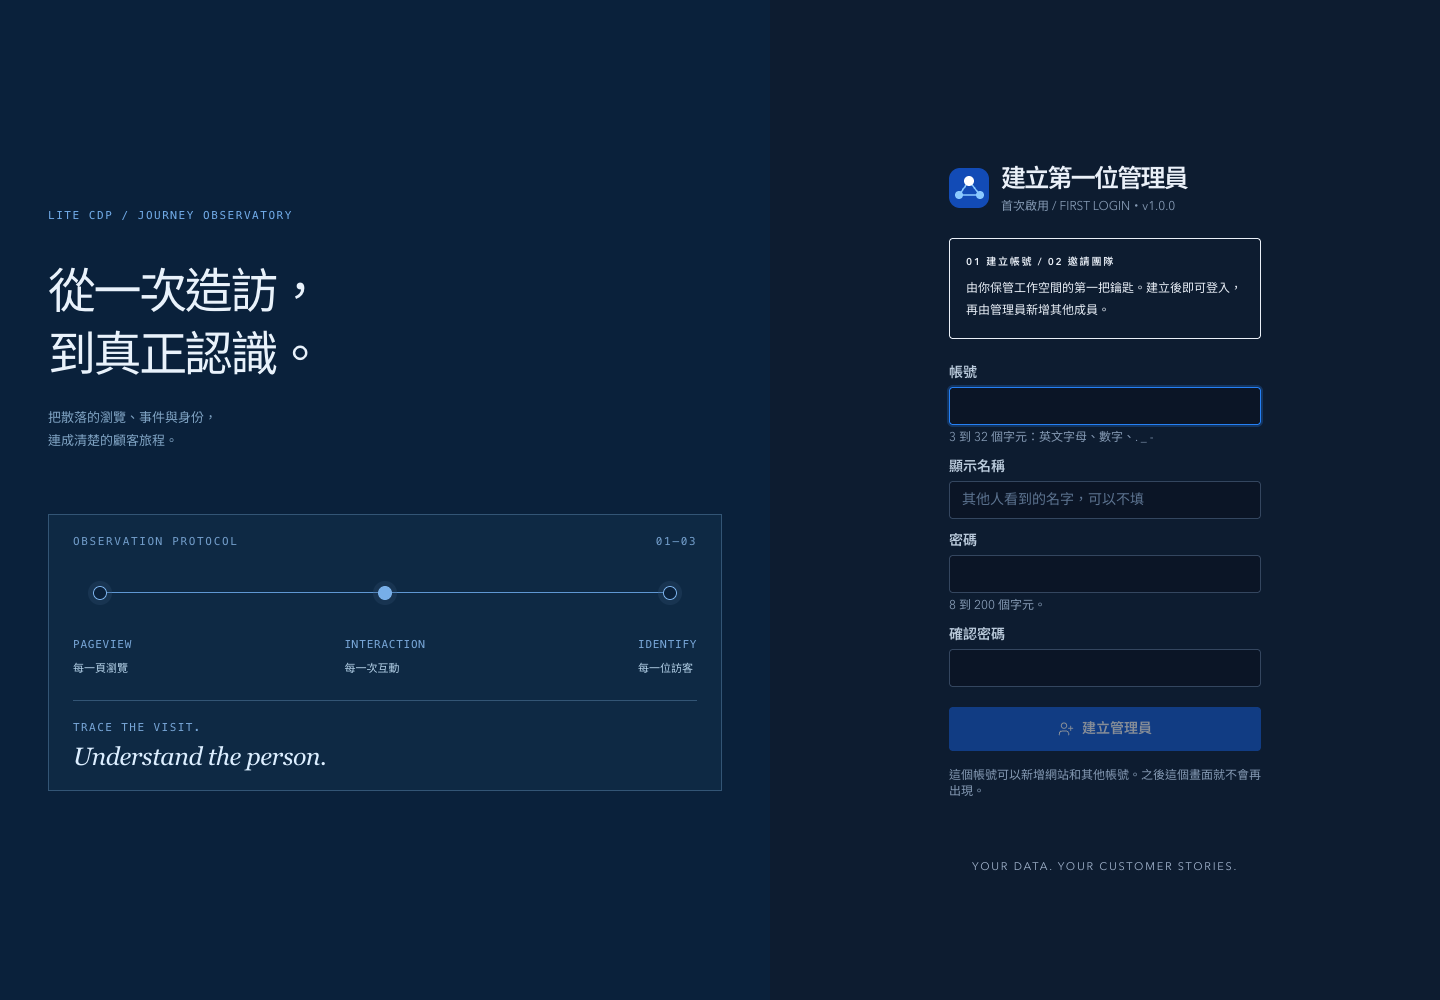 LITE CDP / JOURNEY OBSERVATORY
從一次造訪，
到真正認識。
把散落的瀏覽、事件與身份，
連成清楚的顧客旅程。
OBSERVATION PROTOCOL
01—03
PAGEVIEW
每一頁瀏覽
INTERACTION
每一次互動
IDENTIFY
每一位訪客
TRACE THE VISIT.
Understand the person.
建立第一位管理員
首次啟用 / FIRST LOGIN • v1.0.0
01 建立帳號 / 02 邀請團隊
由你保管工作空間的第一把鑰匙。建立後即可登入，
再由管理員新增其他成員。
帳號
3 到 32 個字元：英文字母、數字、. _ -
顯示名稱
其他人看到的名字，可以不填
密碼
8 到 200 個字元。
確認密碼
建立管理員
這個帳號可以新增網站和其他帳號。之後這個畫面就不會再
出現。
YOUR DATA. YOUR CUSTOMER STORIES.